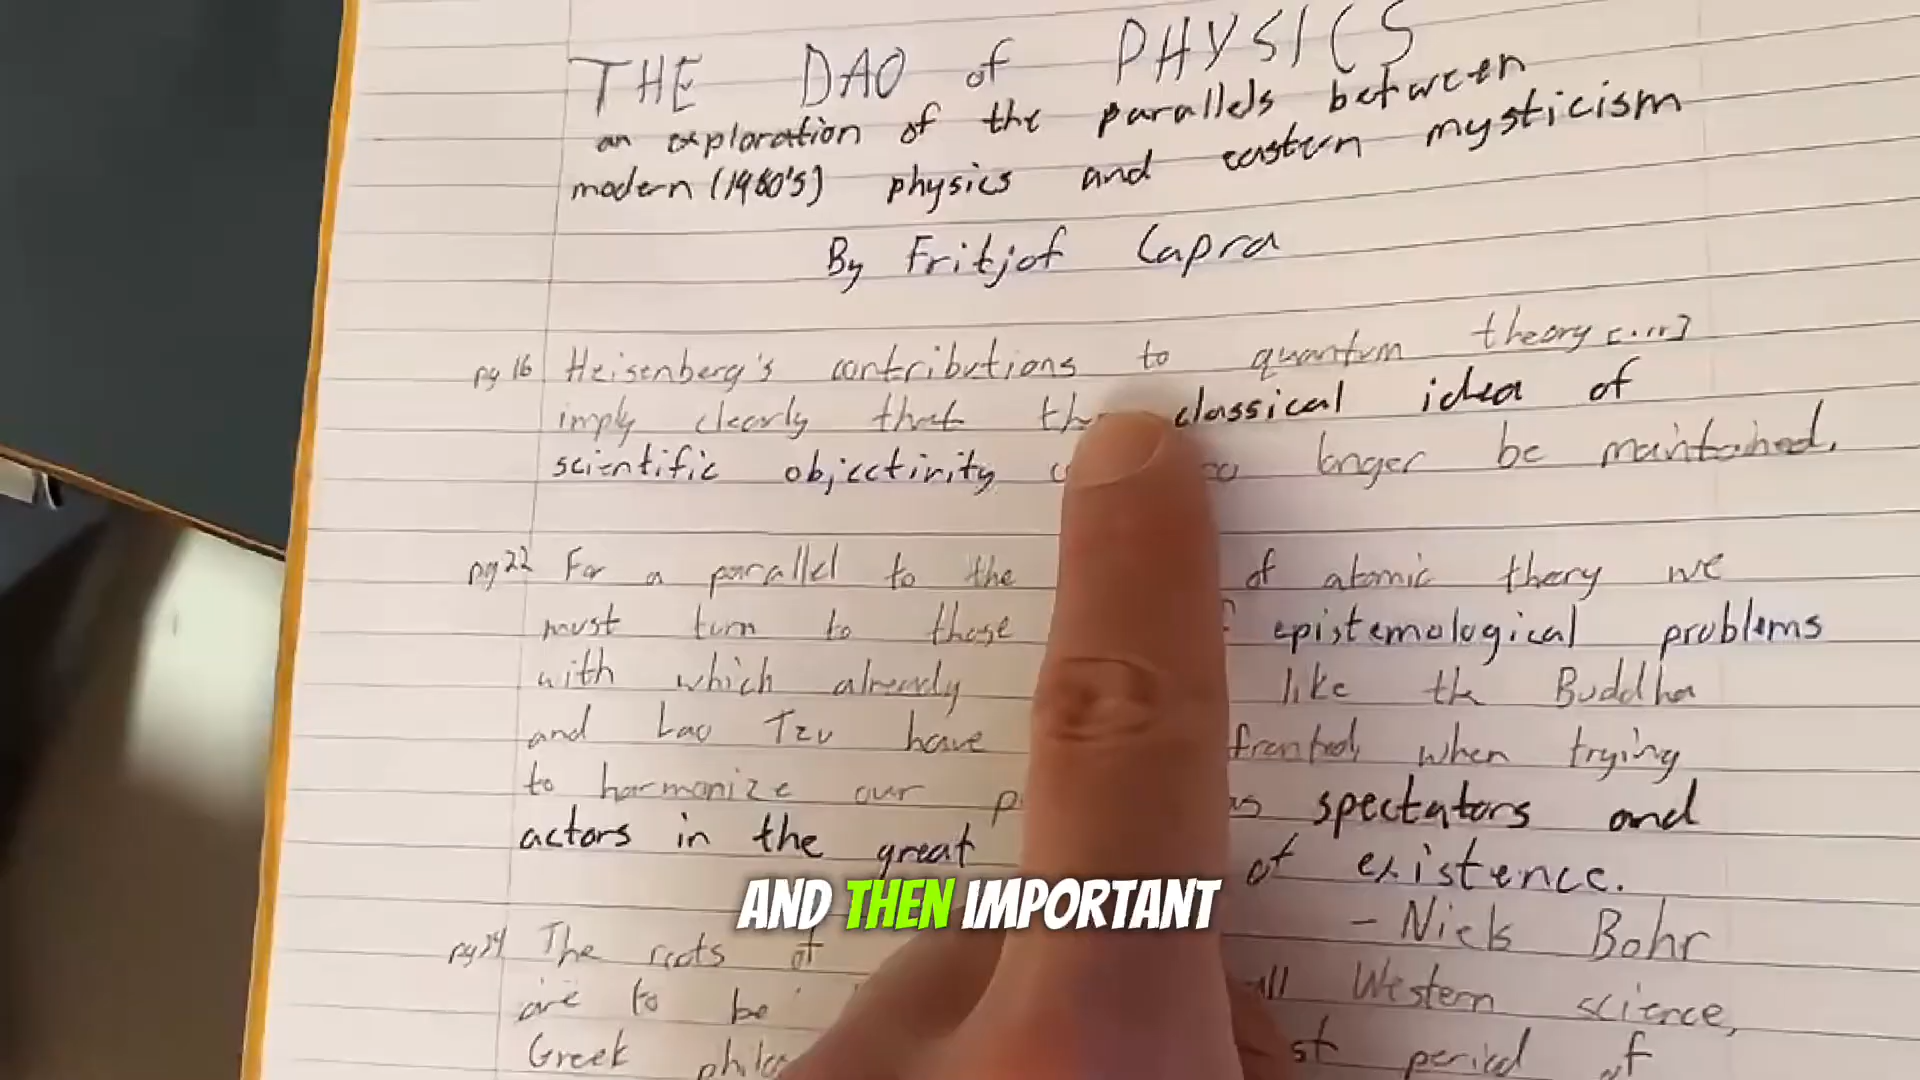 THE DAO of PHYSICS
an exploration of the parallels between
modern (1980's) physics and eastern mysticism
By Fritjof Capra
pg 16 Heisenberg's contributions to quantum theory [...]
imply clearly that the classical idea of
scientific objectivity longer be maintained.
pg 22 For a parallel to the of atomic theory we
must turn to those epistemological problems
with which already like the Buddha
and Lao Tzu have when trying
to harmonize our as spectators and
actors in the great of existence.
AND THEN IMPORTANT
- Niels Bohr
pg 24 The roots of all Western science,
are to be
Greek period of